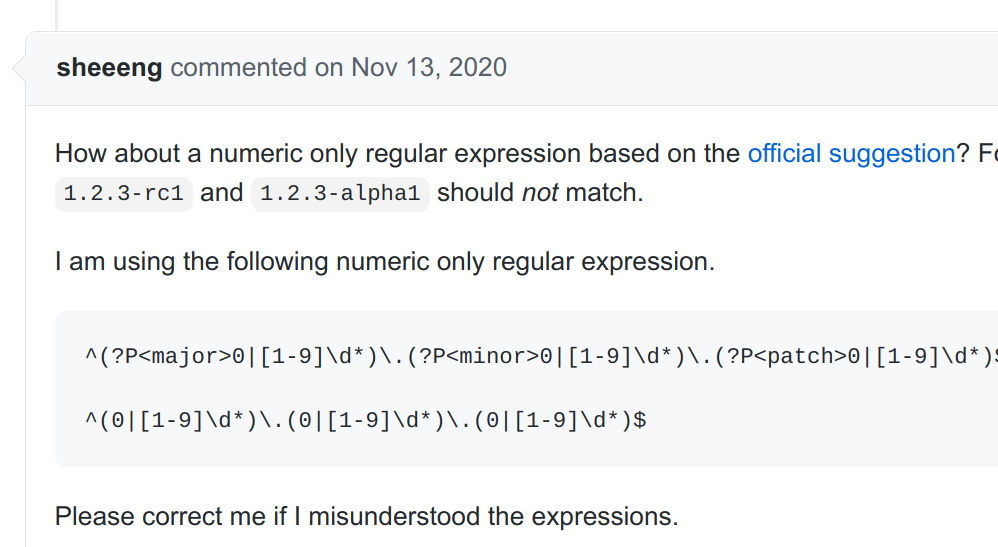 sheeeng commented on Nov 13, 2020
How about a numeric only regular expression based on the official suggestion?
1.2.3-rc1 and 1.2.3-alpha1 should not match.
I am using the following numeric only regular expression.
^(?P<major>0|[1-9]\d*)\.(?P<minor>0|[1-9]\d*)\.(?P<patch>0|[1-9]\d*)$
^(0|[1-9]\d*)\.(0|[1-9]\d*)\.(0|[1-9]\d*)$
Please correct me if I misunderstood the expressions.